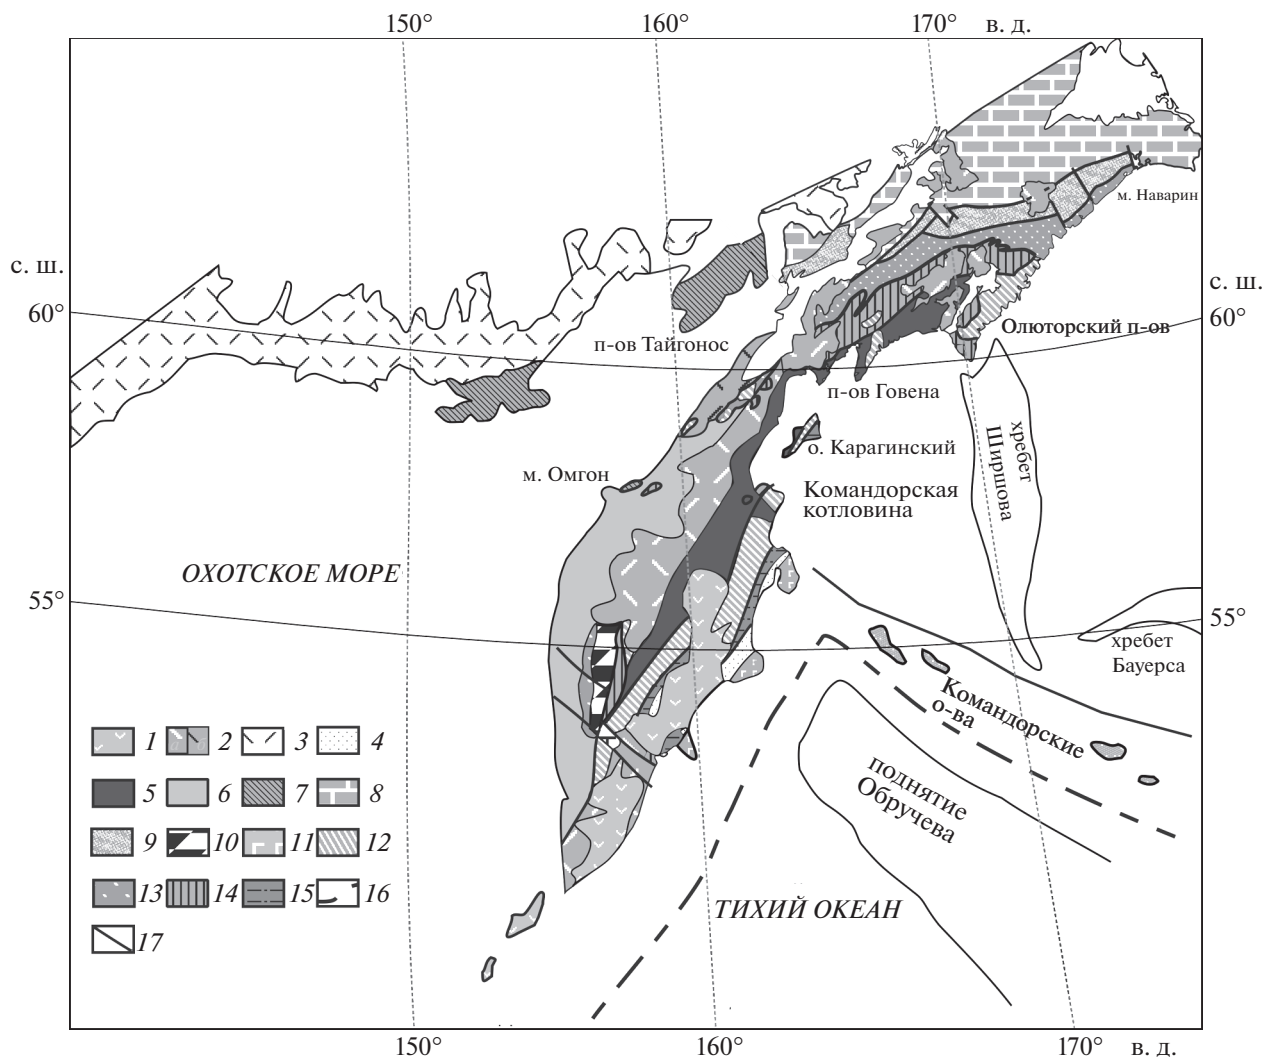 150°
160°
170°
в. д.
м. Наварин
с. ш.
с. ш.
60°
60°
Олюторский п-ов
п-ов Тайгонос
п-ов Говена
хребет
Ширшова
о. Карагинский
м. Омгон
Командорская
котловина
ОХОТСКОЕ МОРЕ
55°
55°
хребет
Бауерса
Командорские
о-ва
поднятие
Обручева
1
2
3
4
5
6
7
8
9
10
11
12
13
14
15
16
17
ТИХИЙ ОКЕАН
150°
160°
170°
в. д.